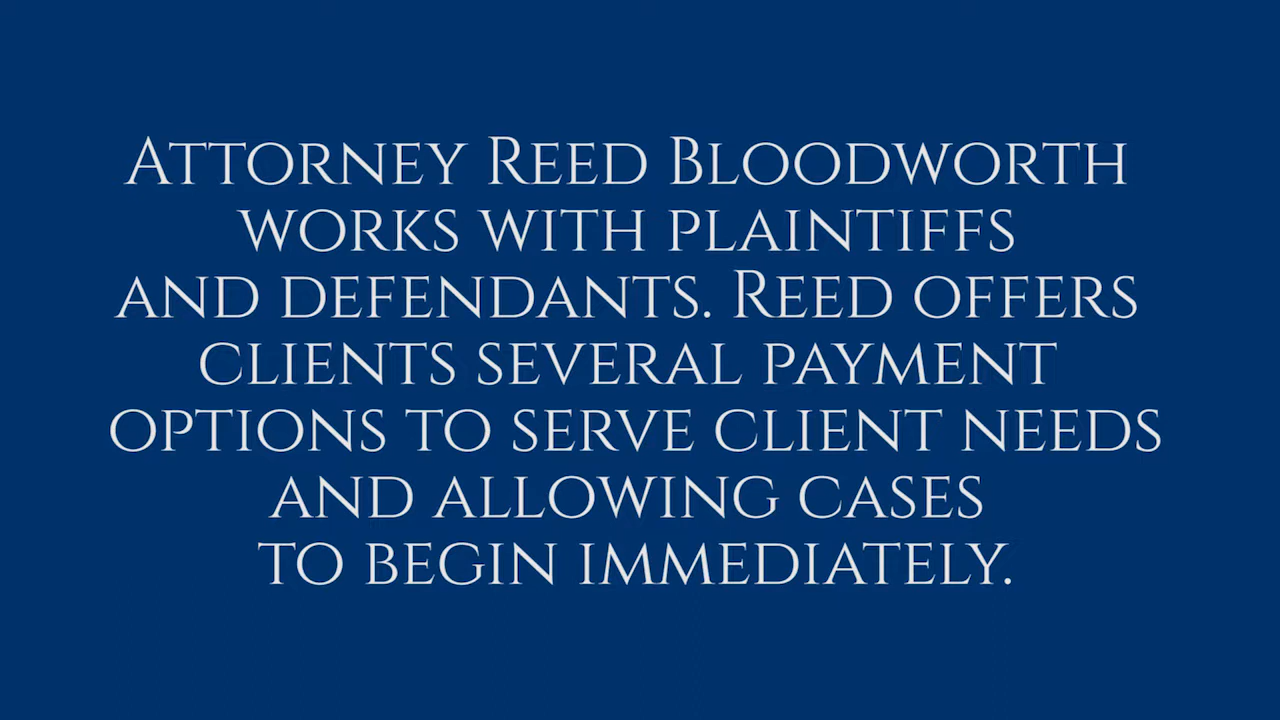 Attorney Reed Bloodworth
works with plaintiffs
and defendants. Reed offers
clients several payment
options to serve client needs
and allowing cases
to begin immediately.